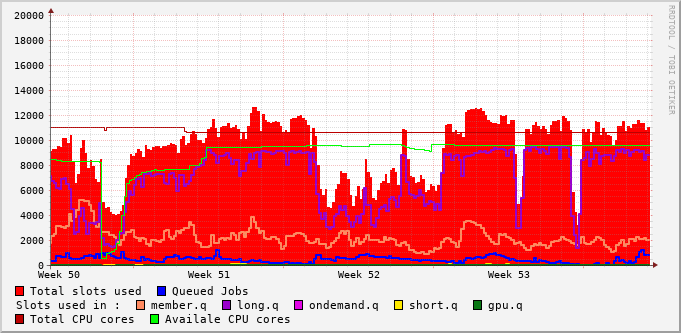 RRDTOOL / TOBI OETIKER
20000
18000
16000
14000
12000
10000
8000
6000
4000
2000
0
Week 50 Week 51 Week 52 Week 53
Total slots used Queued Jobs
Slots used in : member.q long.q ondemand.q short.q gpu.q
Total CPU cores Availale CPU cores